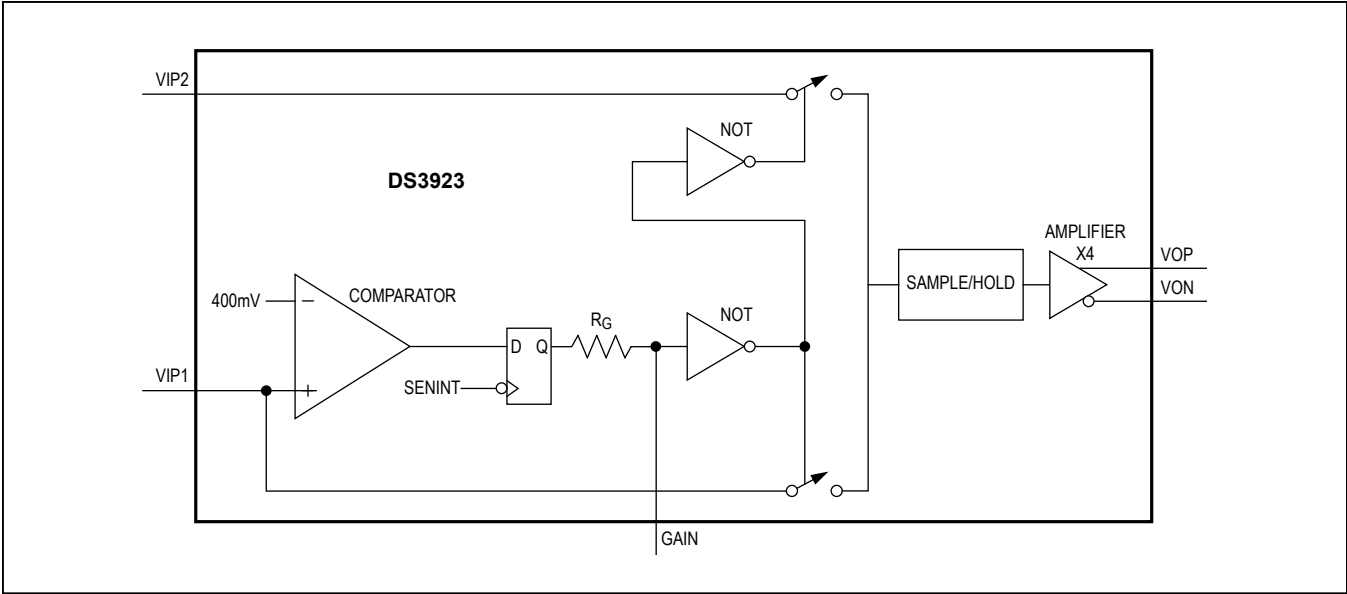 VIP2
NOT
DS3923
AMPLIFIER
X4
VOP
VON
SAMPLE/HOLD
400mV
−
COMPARATOR
RG
NOT
D Q
VIP1
+
SENINT
GAIN